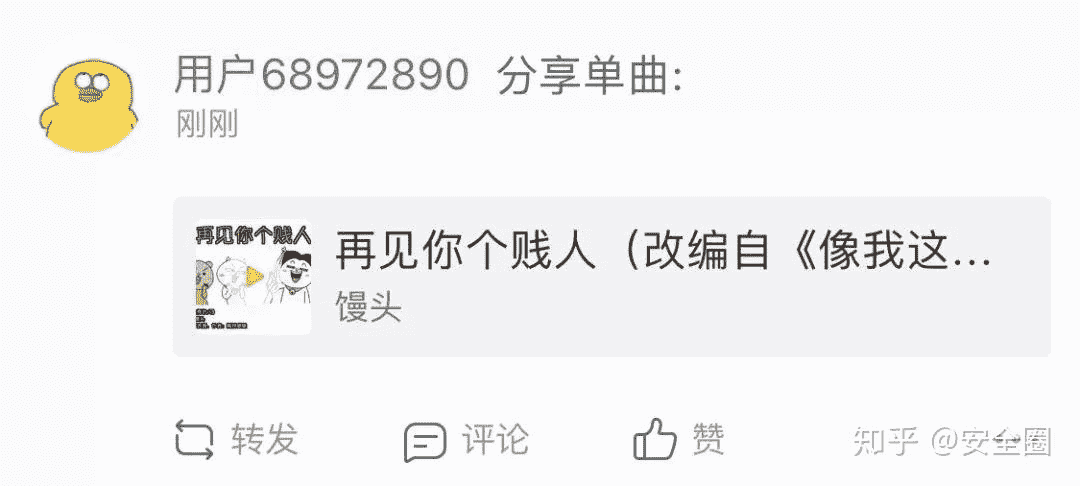 用户68972890 分享单曲:
刚刚
再见你个贱人
再见你个贱人（改编自《像我这...
馒头
转发 评论 赞
知乎 @安全圈